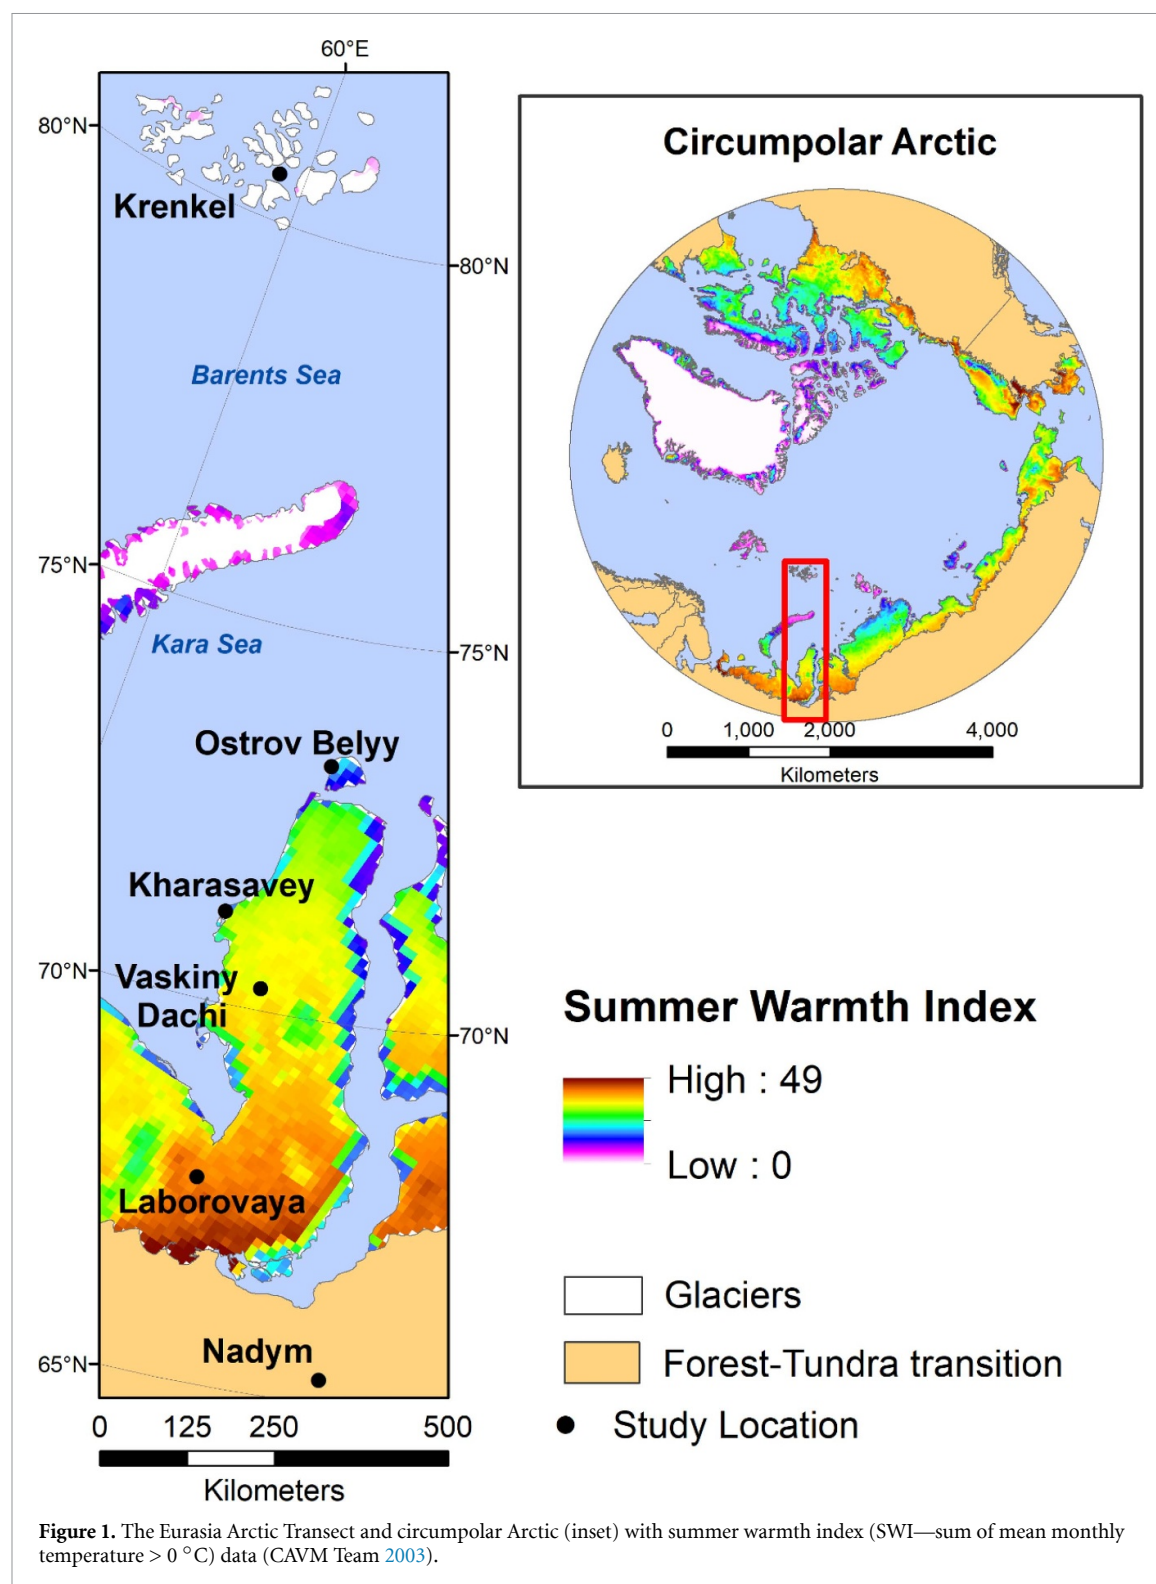 60°E
80°N
Krenkel
80°N
Barents Sea
75°N
Kara Sea
75°N
Ostrov Belyy
Kharasavey
70°N
Vaskiny
Dachi
70°N
Laborovaya
Nadym
65°N
0 125 250 500
Kilometers
Circumpolar Arctic
0 1,000 2,000 4,000
Kilometers
Summer Warmth Index
High : 49
Low : 0
Glaciers
Forest-Tundra transition
Study Location
Figure 1. The Eurasia Arctic Transect and circumpolar Arctic (inset) with summer warmth index (SWI—sum of mean monthly
temperature > 0 °C) data (CAVM Team 2003).